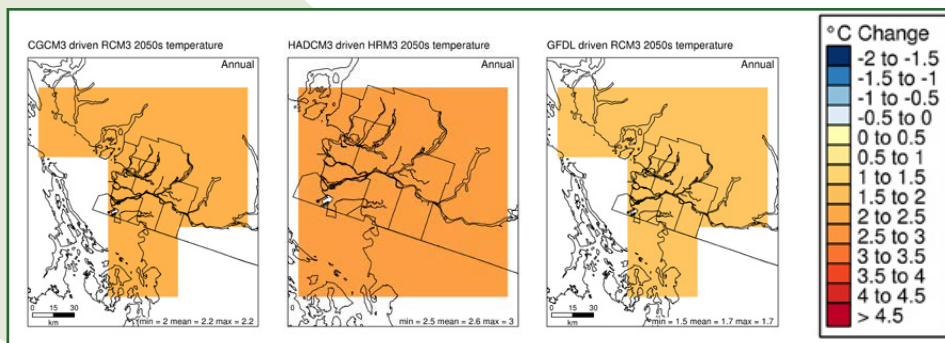 CGCM3 driven RCM3 2050s temperature
Annual
0 15 30
km
min = 2 mean = 2.2 max = 2.2
HADCM3 driven HRM3 2050s temperature
Annual
min = 2.5 mean = 2.6 max = 3
GFDL driven RCM3 2050s temperature
Annual
0 15 30
km
min = 1.5 mean = 1.7 max = 1.7
°C Change
-2 to -1.5
-1.5 to -1
-1 to -0.5
-0.5 to 0
0 to 0.5
0.5 to 1
1 to 1.5
1.5 to 2
2 to 2.5
2.5 to 3
3 to 3.5
3.5 to 4
4 to 4.5
> 4.5